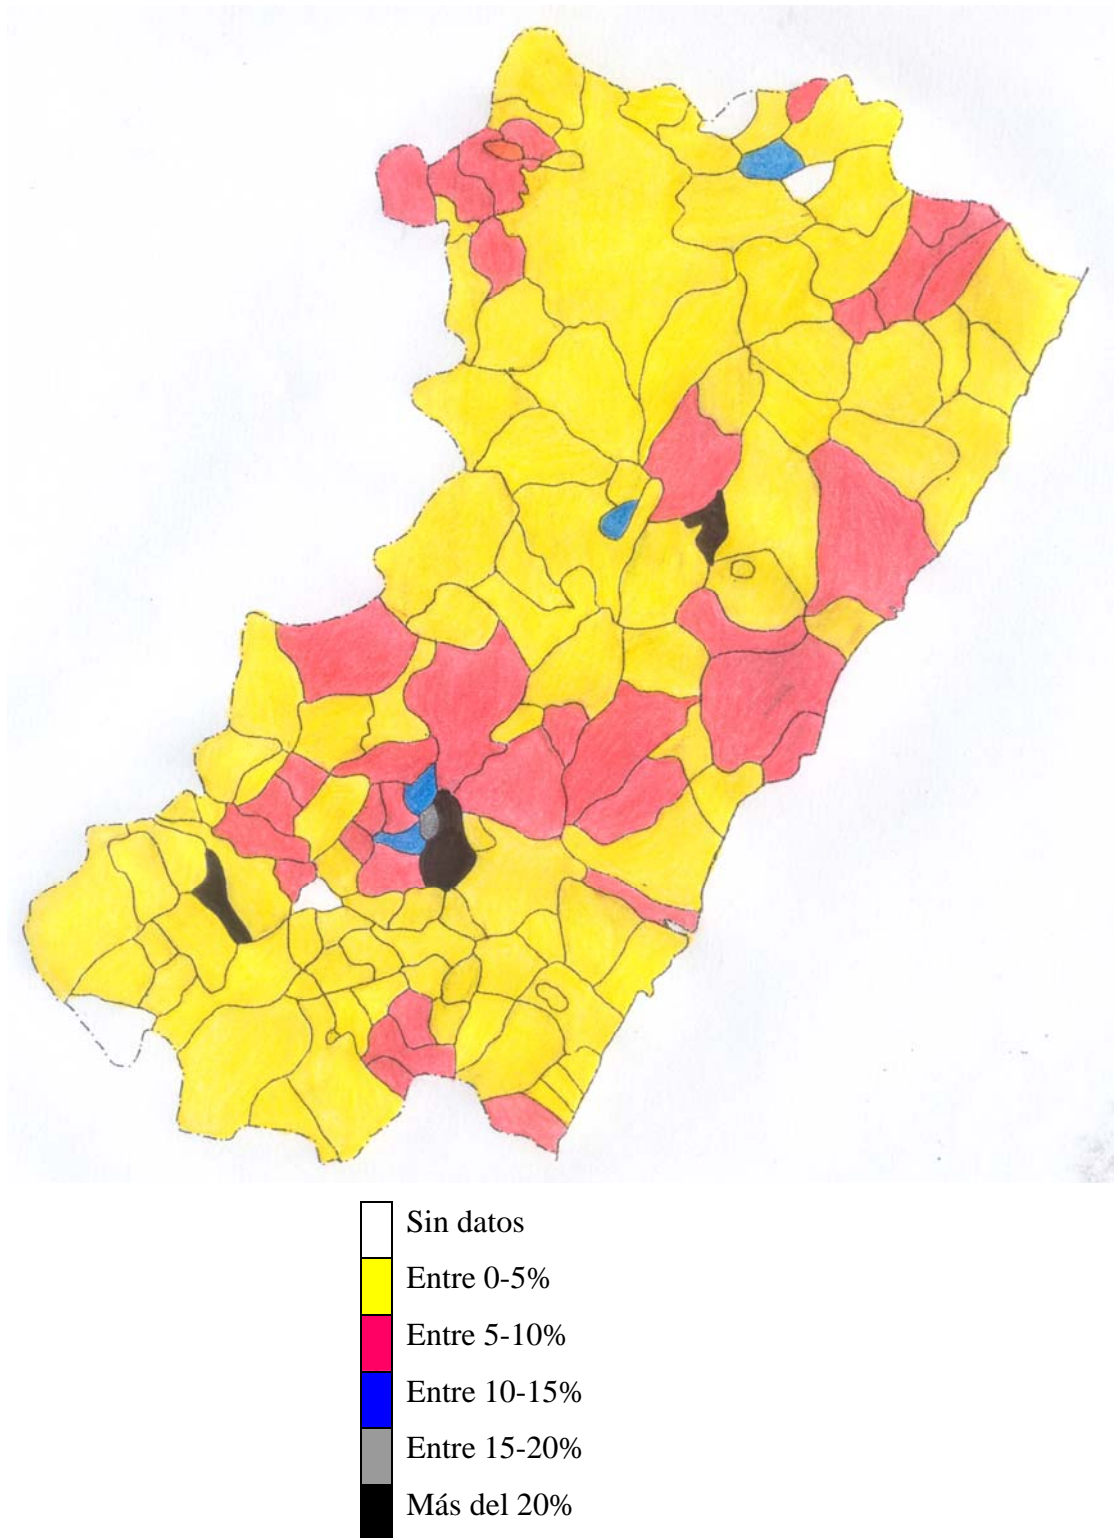 Sin datos
Entre 0-5%
Entre 5-10%
Entre 10-15%
Entre 15-20%
Más del 20%